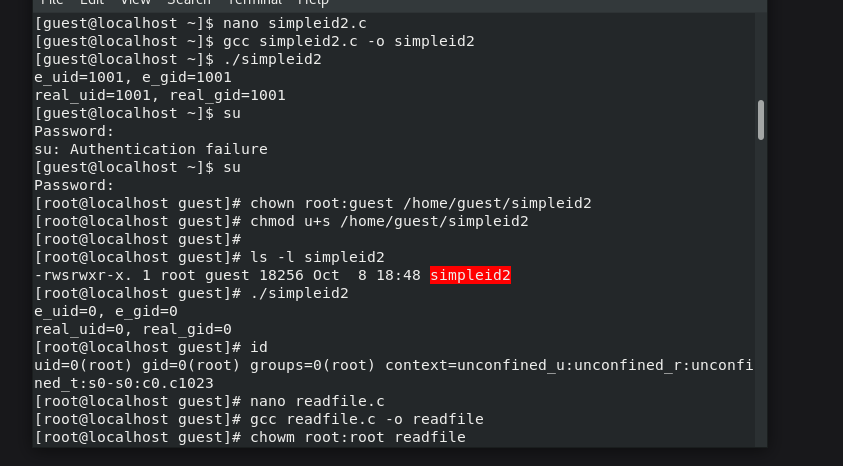 File Edit View Search Terminal Help
[guest@localhost ~]$ nano simpleid2.c
[guest@localhost ~]$ gcc simpleid2.c -o simpleid2
[guest@localhost ~]$ ./simpleid2
e_uid=1001, e_gid=1001
real_uid=1001, real_gid=1001
[guest@localhost ~]$ su
Password:
su: Authentication failure
[guest@localhost ~]$ su
Password:
[root@localhost guest]# chown root:guest /home/guest/simpleid2
[root@localhost guest]# chmod u+s /home/guest/simpleid2
[root@localhost guest]#
[root@localhost guest]# ls -l simpleid2
-rwsrwxr-x. 1 root guest 18256 Oct  8 18:48 simpleid2
[root@localhost guest]# ./simpleid2
e_uid=0, e_gid=0
real_uid=0, real_gid=0
[root@localhost guest]# id
uid=0(root) gid=0(root) groups=0(root) context=unconfined_u:unconfined_r:unconfi
ned_t:s0-s0:c0.c1023
[root@localhost guest]# nano readfile.c
[root@localhost guest]# gcc readfile.c -o readfile
[root@localhost guest]# chowm root:root readfile